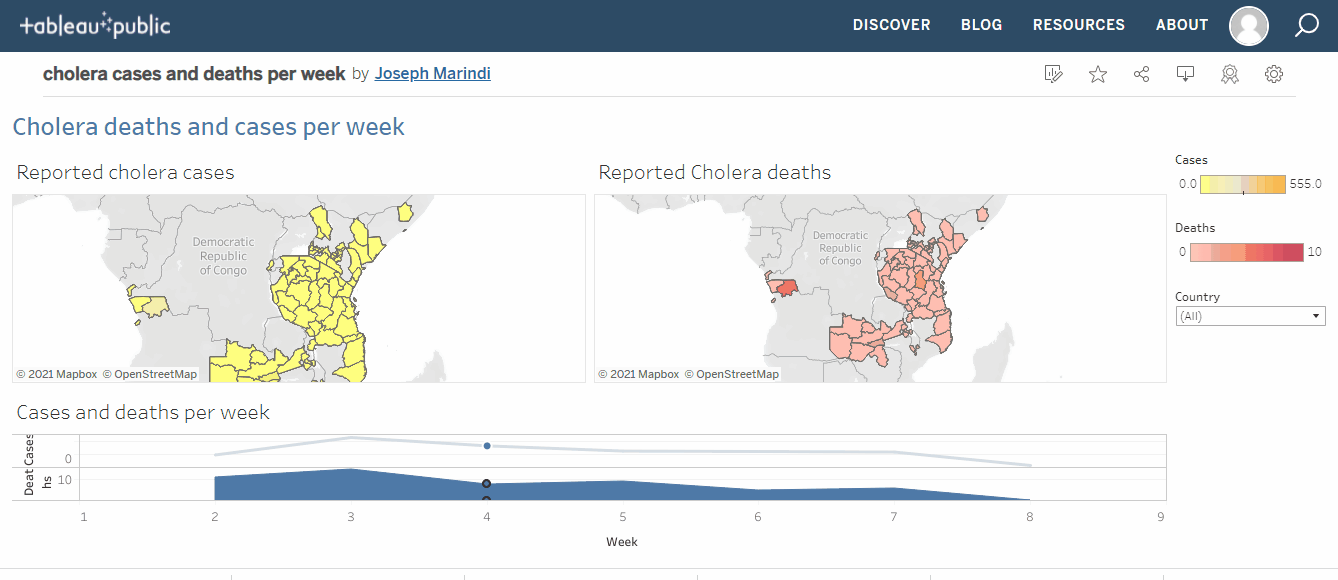 tableau public
DISCOVER BLOG RESOURCES ABOUT
cholera cases and deaths per week by Joseph Marindi
Cholera deaths and cases per week
Reported cholera cases
Reported Cholera deaths
Democratic
Republic
of Congo
© 2021 Mapbox © OpenStreetMap
Democratic
Republic
of Congo
© 2021 Mapbox © OpenStreetMap
Cases
0.0 555.0
Deaths
0 10
Country
(All)
Cases and deaths per week
Cases
0
Deat
hs
10
1 2 3 4 5 6 7 8 9
Week